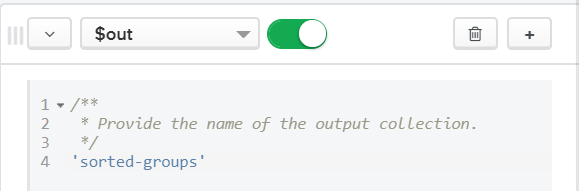 $out
+
1 /**
2 * Provide the name of the output collection.
3 */
4 'sorted-groups'